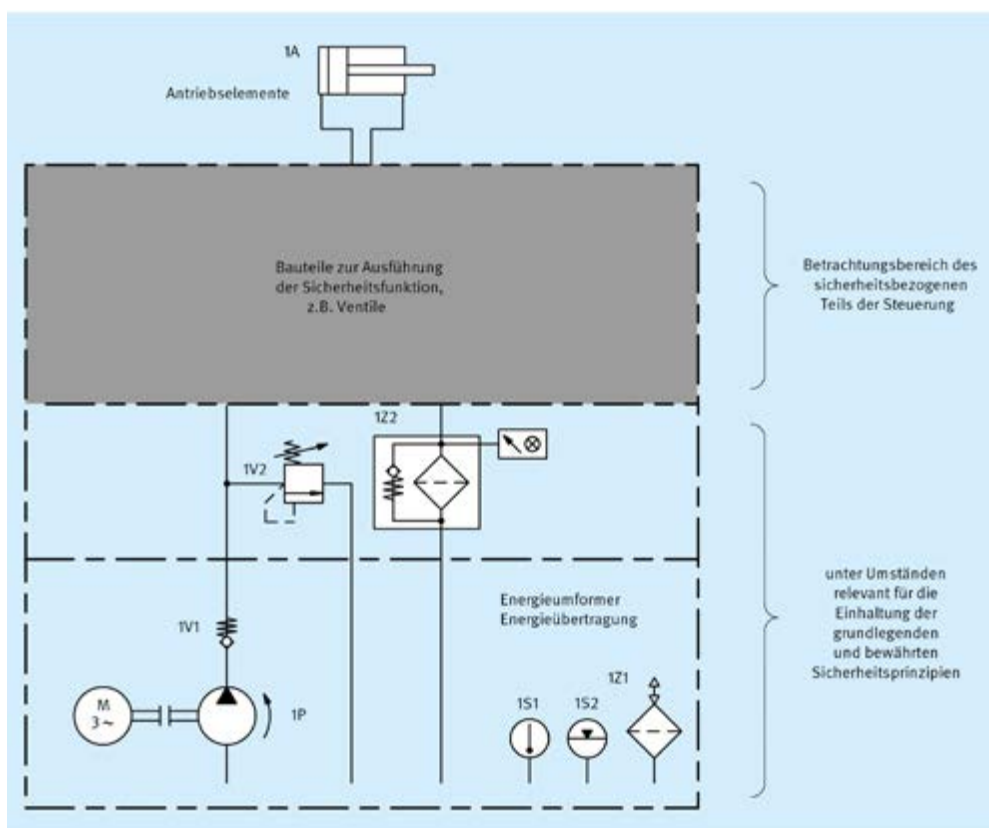 1A
Antriebselemente
Bauteile zur Ausführung
der Sicherheitsfunktion,
z.B. Ventile
Betrachtungsbereich des
sicherheitsbezogenen
Teils der Steuerung
1Z2
1V2
unter Umständen
relevant für die
Einhaltung der
grundlegenden
und bewährten
Sicherheitsprinzipien
Energieumformer
Energieübertragung
1V1
1Z1
1S1
1S2
M
3~
1P